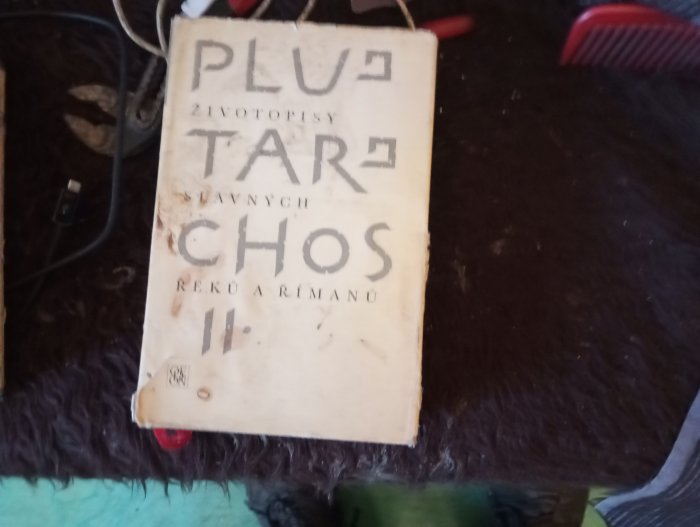 PLU
ŽIVOTOPISY
TAR
SLAVNÝCH
CHOS
ŘEKŮ A ŘÍMANŮ
II.